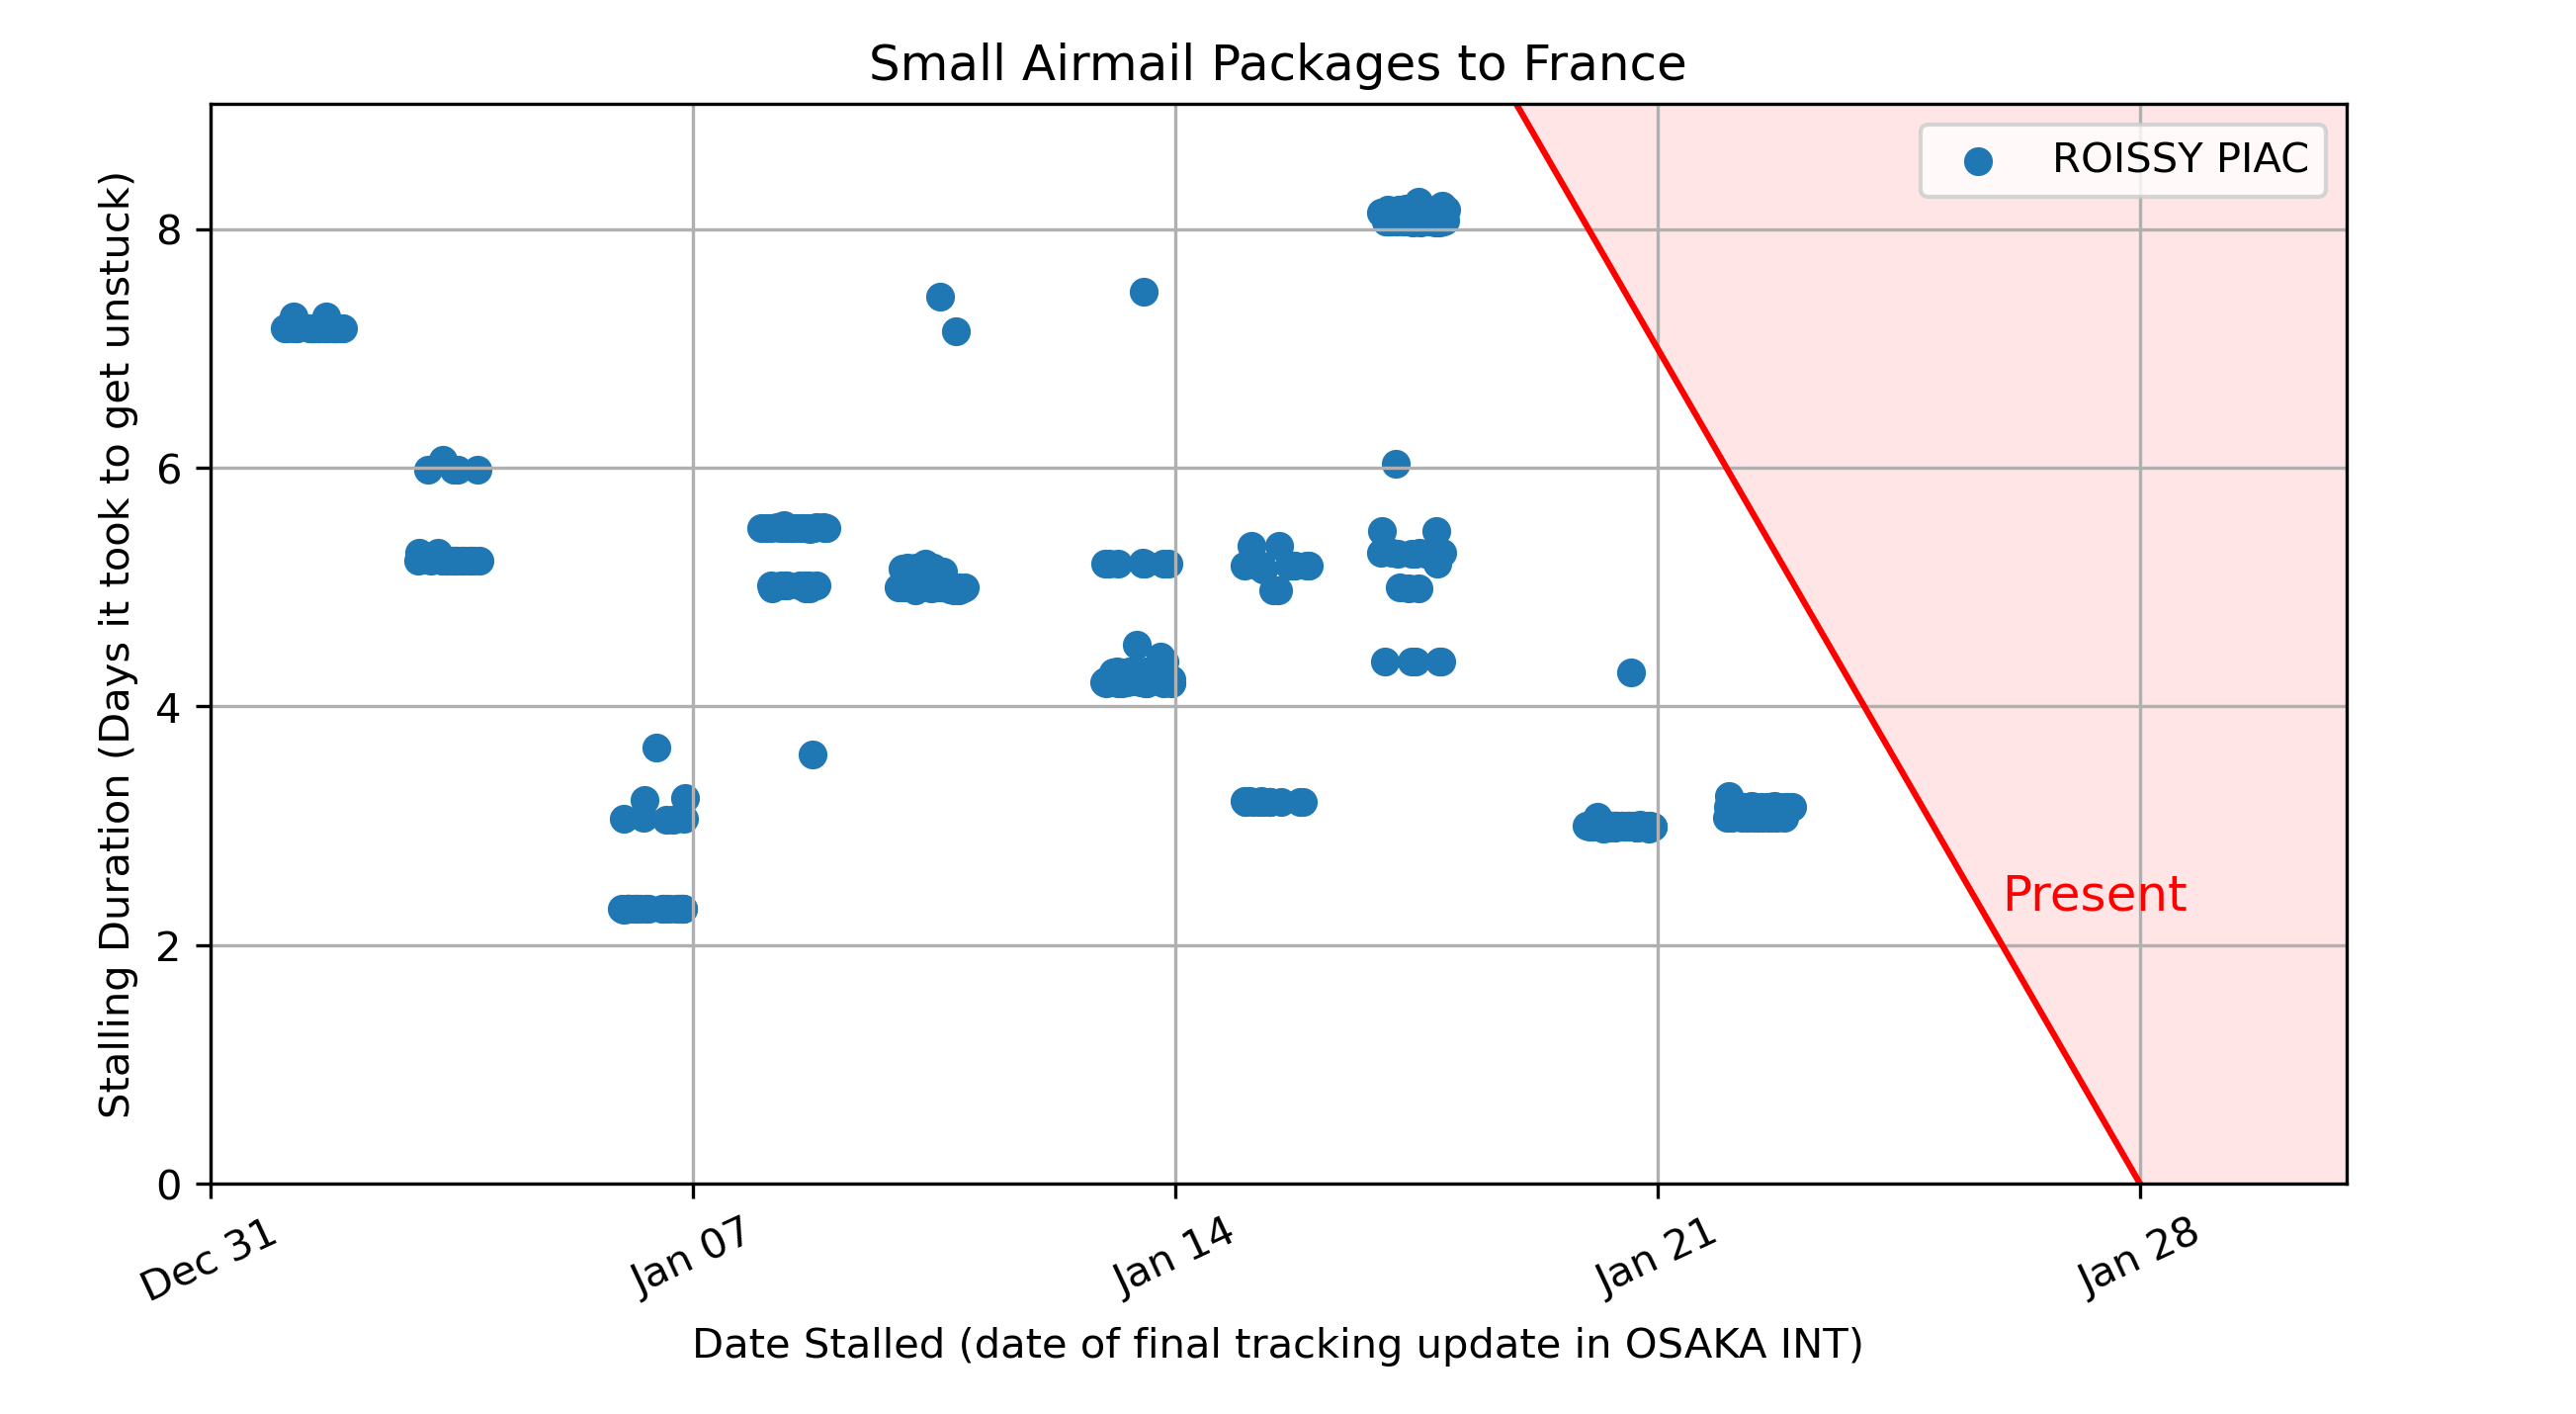 Small Airmail Packages to France
ROISSY PIAC
Stalling Duration (Days it took to get unstuck)
8
6
4
2
0
Present
Dec 31
Jan 07
Jan 14
Jan 21
Jan 28
Date Stalled (date of final tracking update in OSAKA INT)